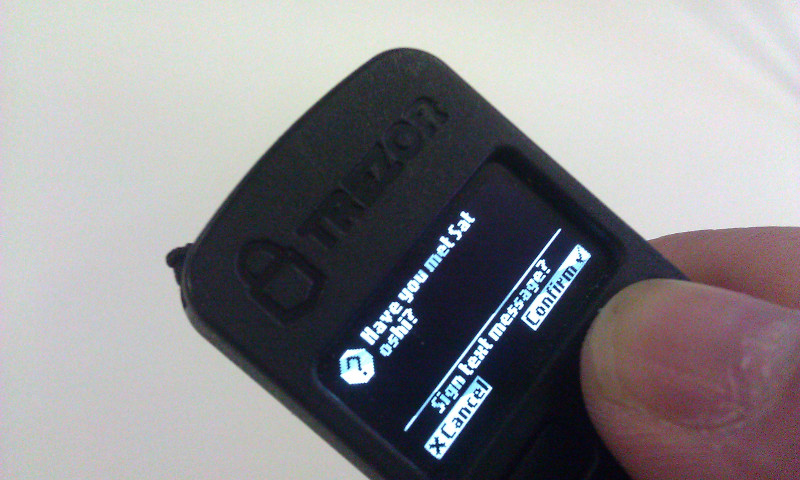 TREZOR
Have you met Sat
oshi?
Sign text message?
Cancel
Confirm